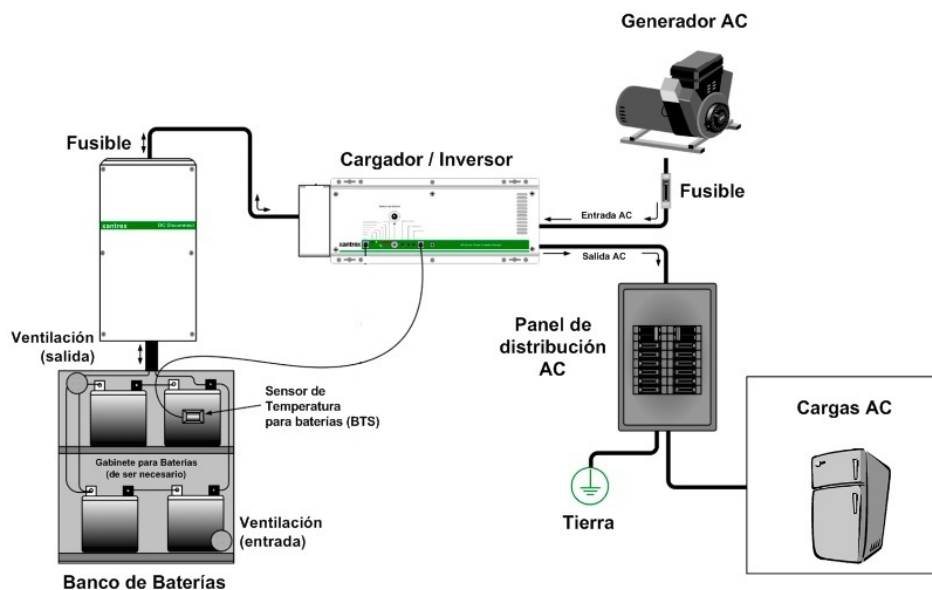 Generador AC
Fusible
Cargador / Inversor
Fusible
Entrada AC
xantrex
DC Disconnect
xantrex
Salida AC
Ventilación
(salida)
Panel de
distribución
AC
Sensor de
Temperatura
para baterías (BTS)
Cargas AC
Gabinete para Baterías
(de ser necesario)
Tierra
Ventilación
(entrada)
Banco de Baterías